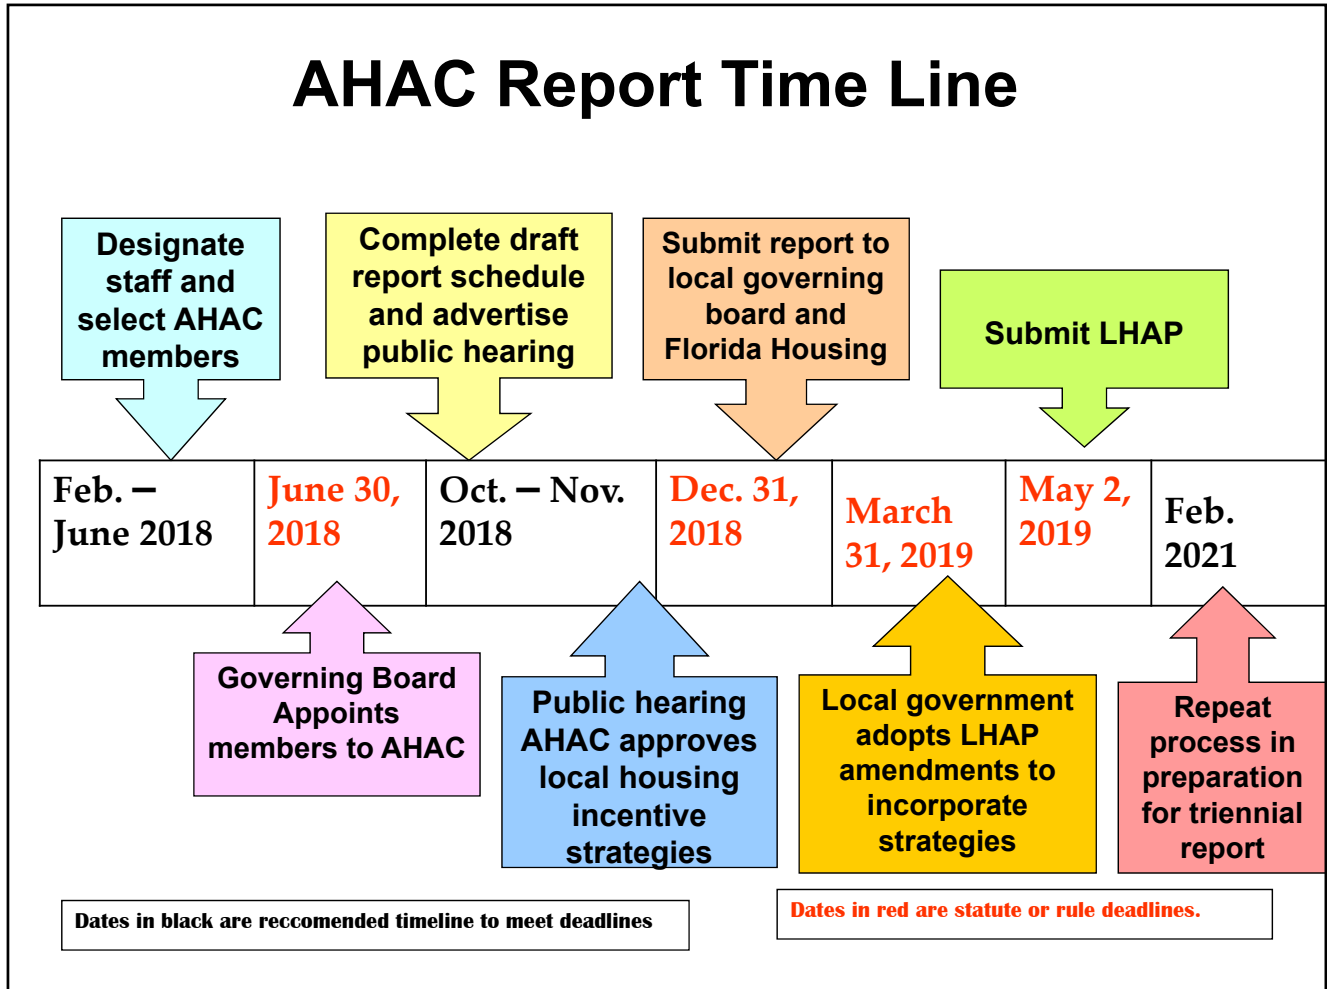 AHAC Report Time Line
Designate
staff and
select AHAC
members
Complete draft
report schedule
and advertise
public hearing
Submit report to
local governing
board and
Florida Housing
Submit LHAP
Feb. –
June 2018
June 30,
2018
Oct. – Nov.
2018
Dec. 31,
2018
March
31, 2019
May 2,
2019
Feb.
2021
Governing Board
Appoints
members to AHAC
Public hearing
AHAC approves
local housing
incentive
strategies
Local government
adopts LHAP
amendments to
incorporate
strategies
Repeat
process in
preparation
for triennial
report
Dates in black are reccomended timeline to meet deadlines
Dates in red are statute or rule deadlines.